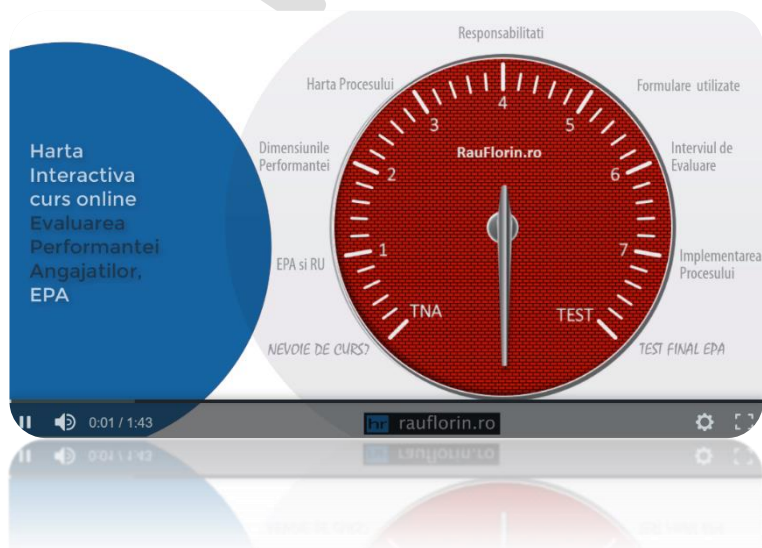 Harta
Interactiva
curs online
Evaluarea
Performantei
Angajatilor,
EPA
Responsabilitati
Harta Procesului
Formulare utilizate
Dimensiunile
Performantei
Interviul de
Evaluare
EPA si RU
Implementarea
Procesului
NEVOIE DE CURS?
TEST FINAL EPA
RauFlorin.ro
TNA
1
2
3
4
5
6
7
TEST
0:01 / 1:43
hr rauflorin.ro